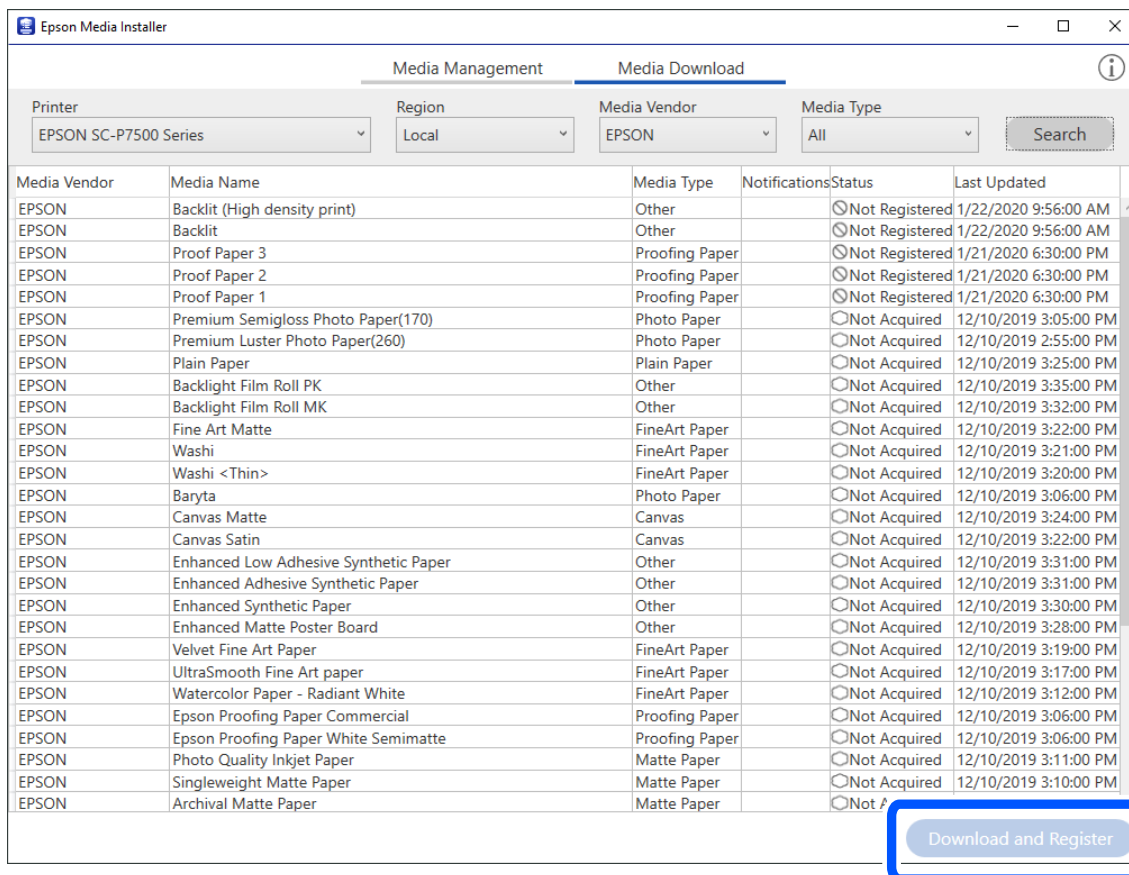 Epson Media Installer
Media Management Media Download
Printer Region Media Vendor Media Type
EPSON SC-P7500 Series Local EPSON All Search
Media Vendor Media Name Media Type Notifications Status Last Updated
EPSON Backlit (High density print) Other Not Registered 1/22/2020 9:56:00 AM
EPSON Backlit Other Not Registered 1/22/2020 9:56:00 AM
EPSON Proof Paper 3 Proofing Paper Not Registered 1/21/2020 6:30:00 PM
EPSON Proof Paper 2 Proofing Paper Not Registered 1/21/2020 6:30:00 PM
EPSON Proof Paper 1 Proofing Paper Not Registered 1/21/2020 6:30:00 PM
EPSON Premium Semigloss Photo Paper(170) Photo Paper Not Acquired 12/10/2019 3:05:00 PM
EPSON Premium Luster Photo Paper(260) Photo Paper Not Acquired 12/10/2019 2:55:00 PM
EPSON Plain Paper Plain Paper Not Acquired 12/10/2019 3:25:00 PM
EPSON Backlight Film Roll PK Other Not Acquired 12/10/2019 3:35:00 PM
EPSON Backlight Film Roll MK Other Not Acquired 12/10/2019 3:32:00 PM
EPSON Fine Art Matte FineArt Paper Not Acquired 12/10/2019 3:22:00 PM
EPSON Washi FineArt Paper Not Acquired 12/10/2019 3:21:00 PM
EPSON Washi <Thin> FineArt Paper Not Acquired 12/10/2019 3:20:00 PM
EPSON Baryta Photo Paper Not Acquired 12/10/2019 3:06:00 PM
EPSON Canvas Matte Canvas Not Acquired 12/10/2019 3:24:00 PM
EPSON Canvas Satin Canvas Not Acquired 12/10/2019 3:22:00 PM
EPSON Enhanced Low Adhesive Synthetic Paper Other Not Acquired 12/10/2019 3:31:00 PM
EPSON Enhanced Adhesive Synthetic Paper Other Not Acquired 12/10/2019 3:31:00 PM
EPSON Enhanced Synthetic Paper Other Not Acquired 12/10/2019 3:30:00 PM
EPSON Enhanced Matte Poster Board Other Not Acquired 12/10/2019 3:28:00 PM
EPSON Velvet Fine Art Paper FineArt Paper Not Acquired 12/10/2019 3:19:00 PM
EPSON UltraSmooth Fine Art paper FineArt Paper Not Acquired 12/10/2019 3:17:00 PM
EPSON Watercolor Paper - Radiant White FineArt Paper Not Acquired 12/10/2019 3:12:00 PM
EPSON Epson Proofing Paper Commercial Proofing Paper Not Acquired 12/10/2019 3:06:00 PM
EPSON Epson Proofing Paper White Semimatte Proofing Paper Not Acquired 12/10/2019 3:06:00 PM
EPSON Photo Quality Inkjet Paper Matte Paper Not Acquired 12/10/2019 3:11:00 PM
EPSON Singleweight Matte Paper Matte Paper Not Acquired 12/10/2019 3:10:00 PM
EPSON Archival Matte Paper Matte Paper Not
Download and Register